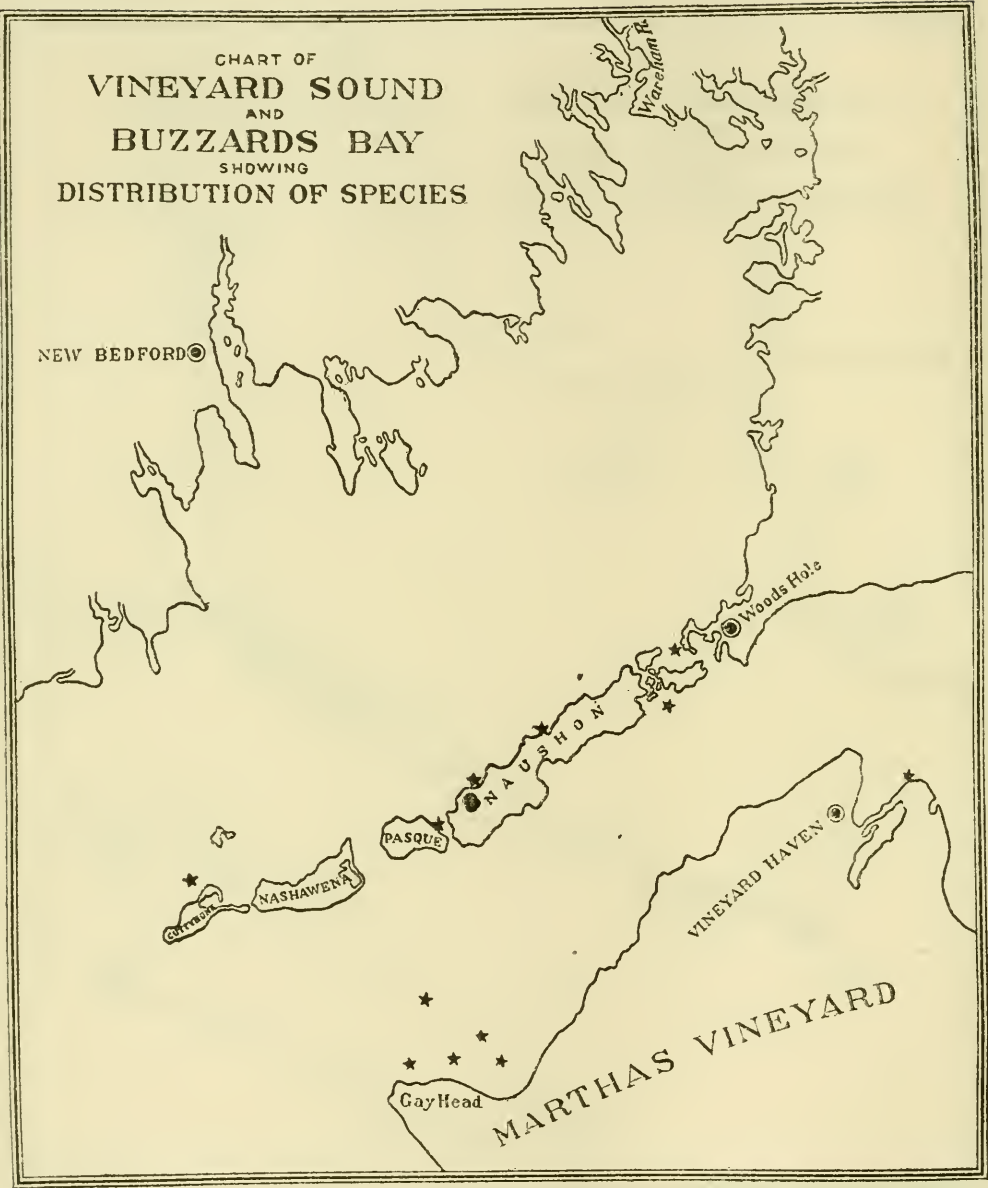 CHART OF
VINEYARD SOUND
AND
BUZZARDS BAY
SHOWING
DISTRIBUTION OF SPECIES
Wareham R.
NEW BEDFORD
Woods Hole
NAUSHON
PASQUE
NASHAWENA
CUTTYHUNK
VINEYARD HAVEN
MARTHAS VINEYARD
Gay Head